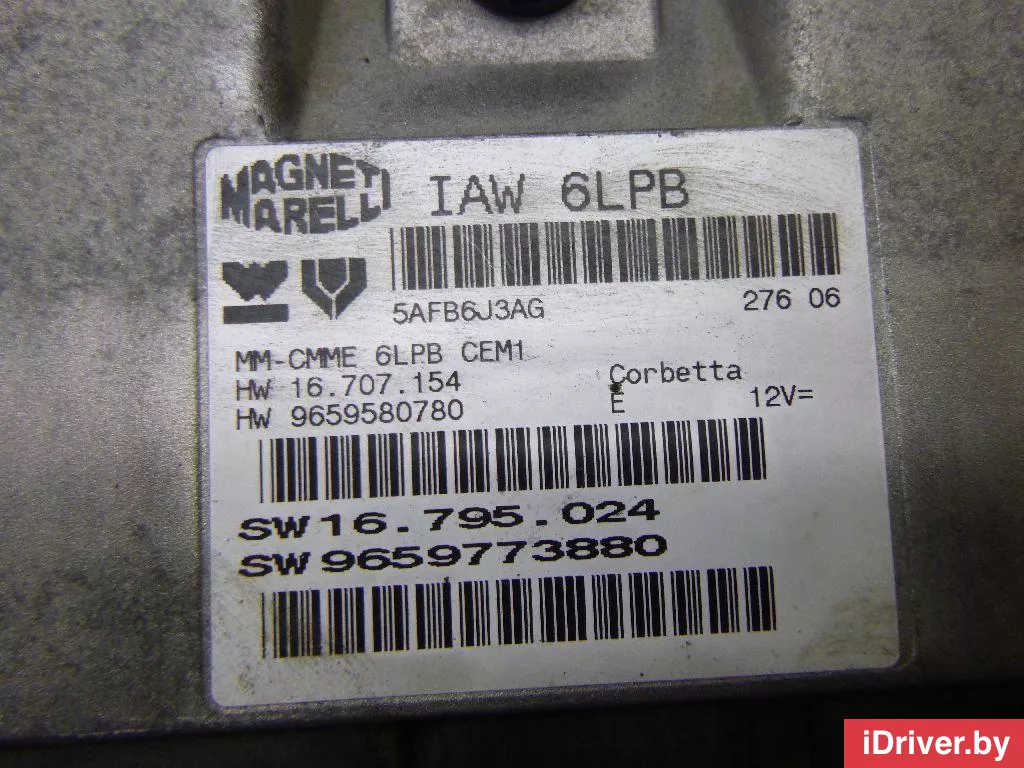 MAGNETI MARELLI
IAW 6LPB
5AFB6J3AG 276 06
MM-CMME 6LPB CEM1
HW 16.707.154 Corbetta
HW 9659580780 E 12V=
SW16.795.024
SW9659773880
iDriver.by